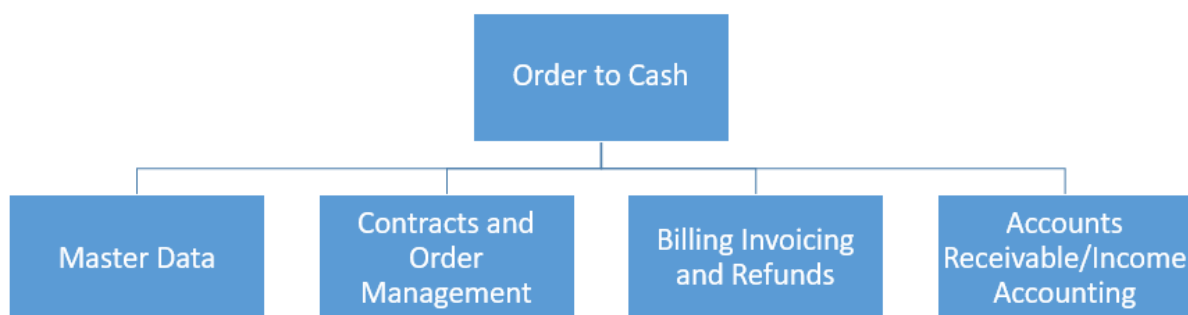 Order to Cash
Master Data
Contracts and
Order
Management
Billing Invoicing
and Refunds
Accounts
Receivable/Income
Accounting